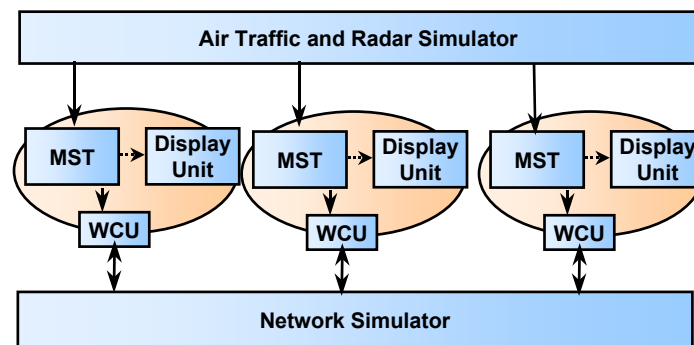 Air Traffic and Radar Simulator
MST
Display
Unit
WCU
MST
Display
Unit
WCU
MST
Display
Unit
WCU
Network Simulator